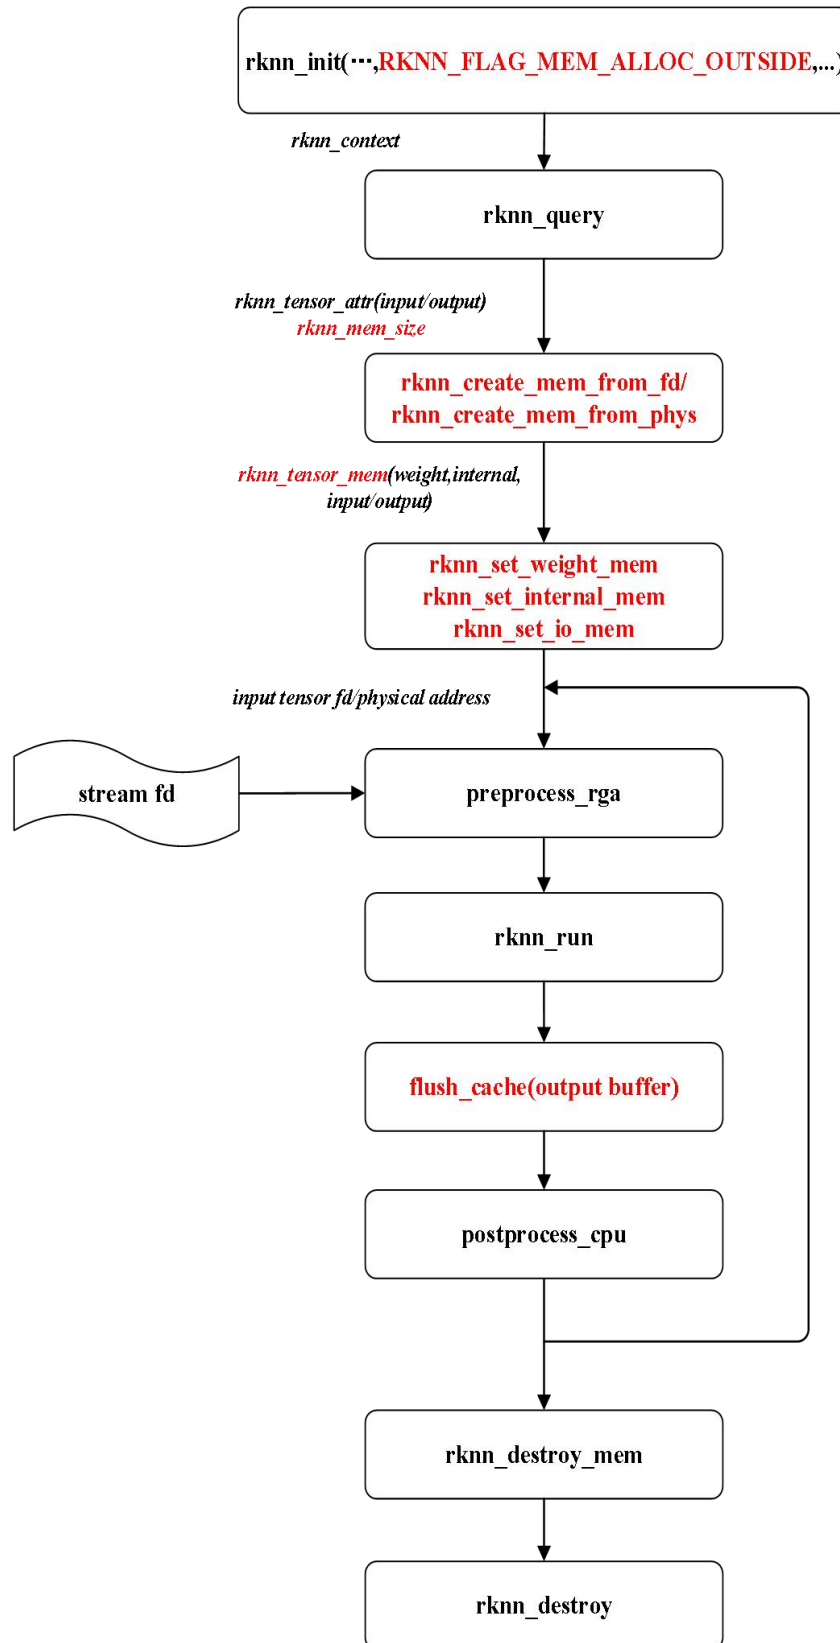 rknn_init(···,RKNN_FLAG_MEM_ALLOC_OUTSIDE,...)
rknn_context
rknn_query
rknn_tensor_attr(input/output)
rknn_mem_size
rknn_create_mem_from_fd/
rknn_create_mem_from_phys
rknn_tensor_mem(weight,internal,
input/output)
rknn_set_weight_mem
rknn_set_internal_mem
rknn_set_io_mem
input tensor fd/physical address
stream fd
preprocess_rga
rknn_run
flush_cache(output buffer)
postprocess_cpu
rknn_destroy_mem
rknn_destroy